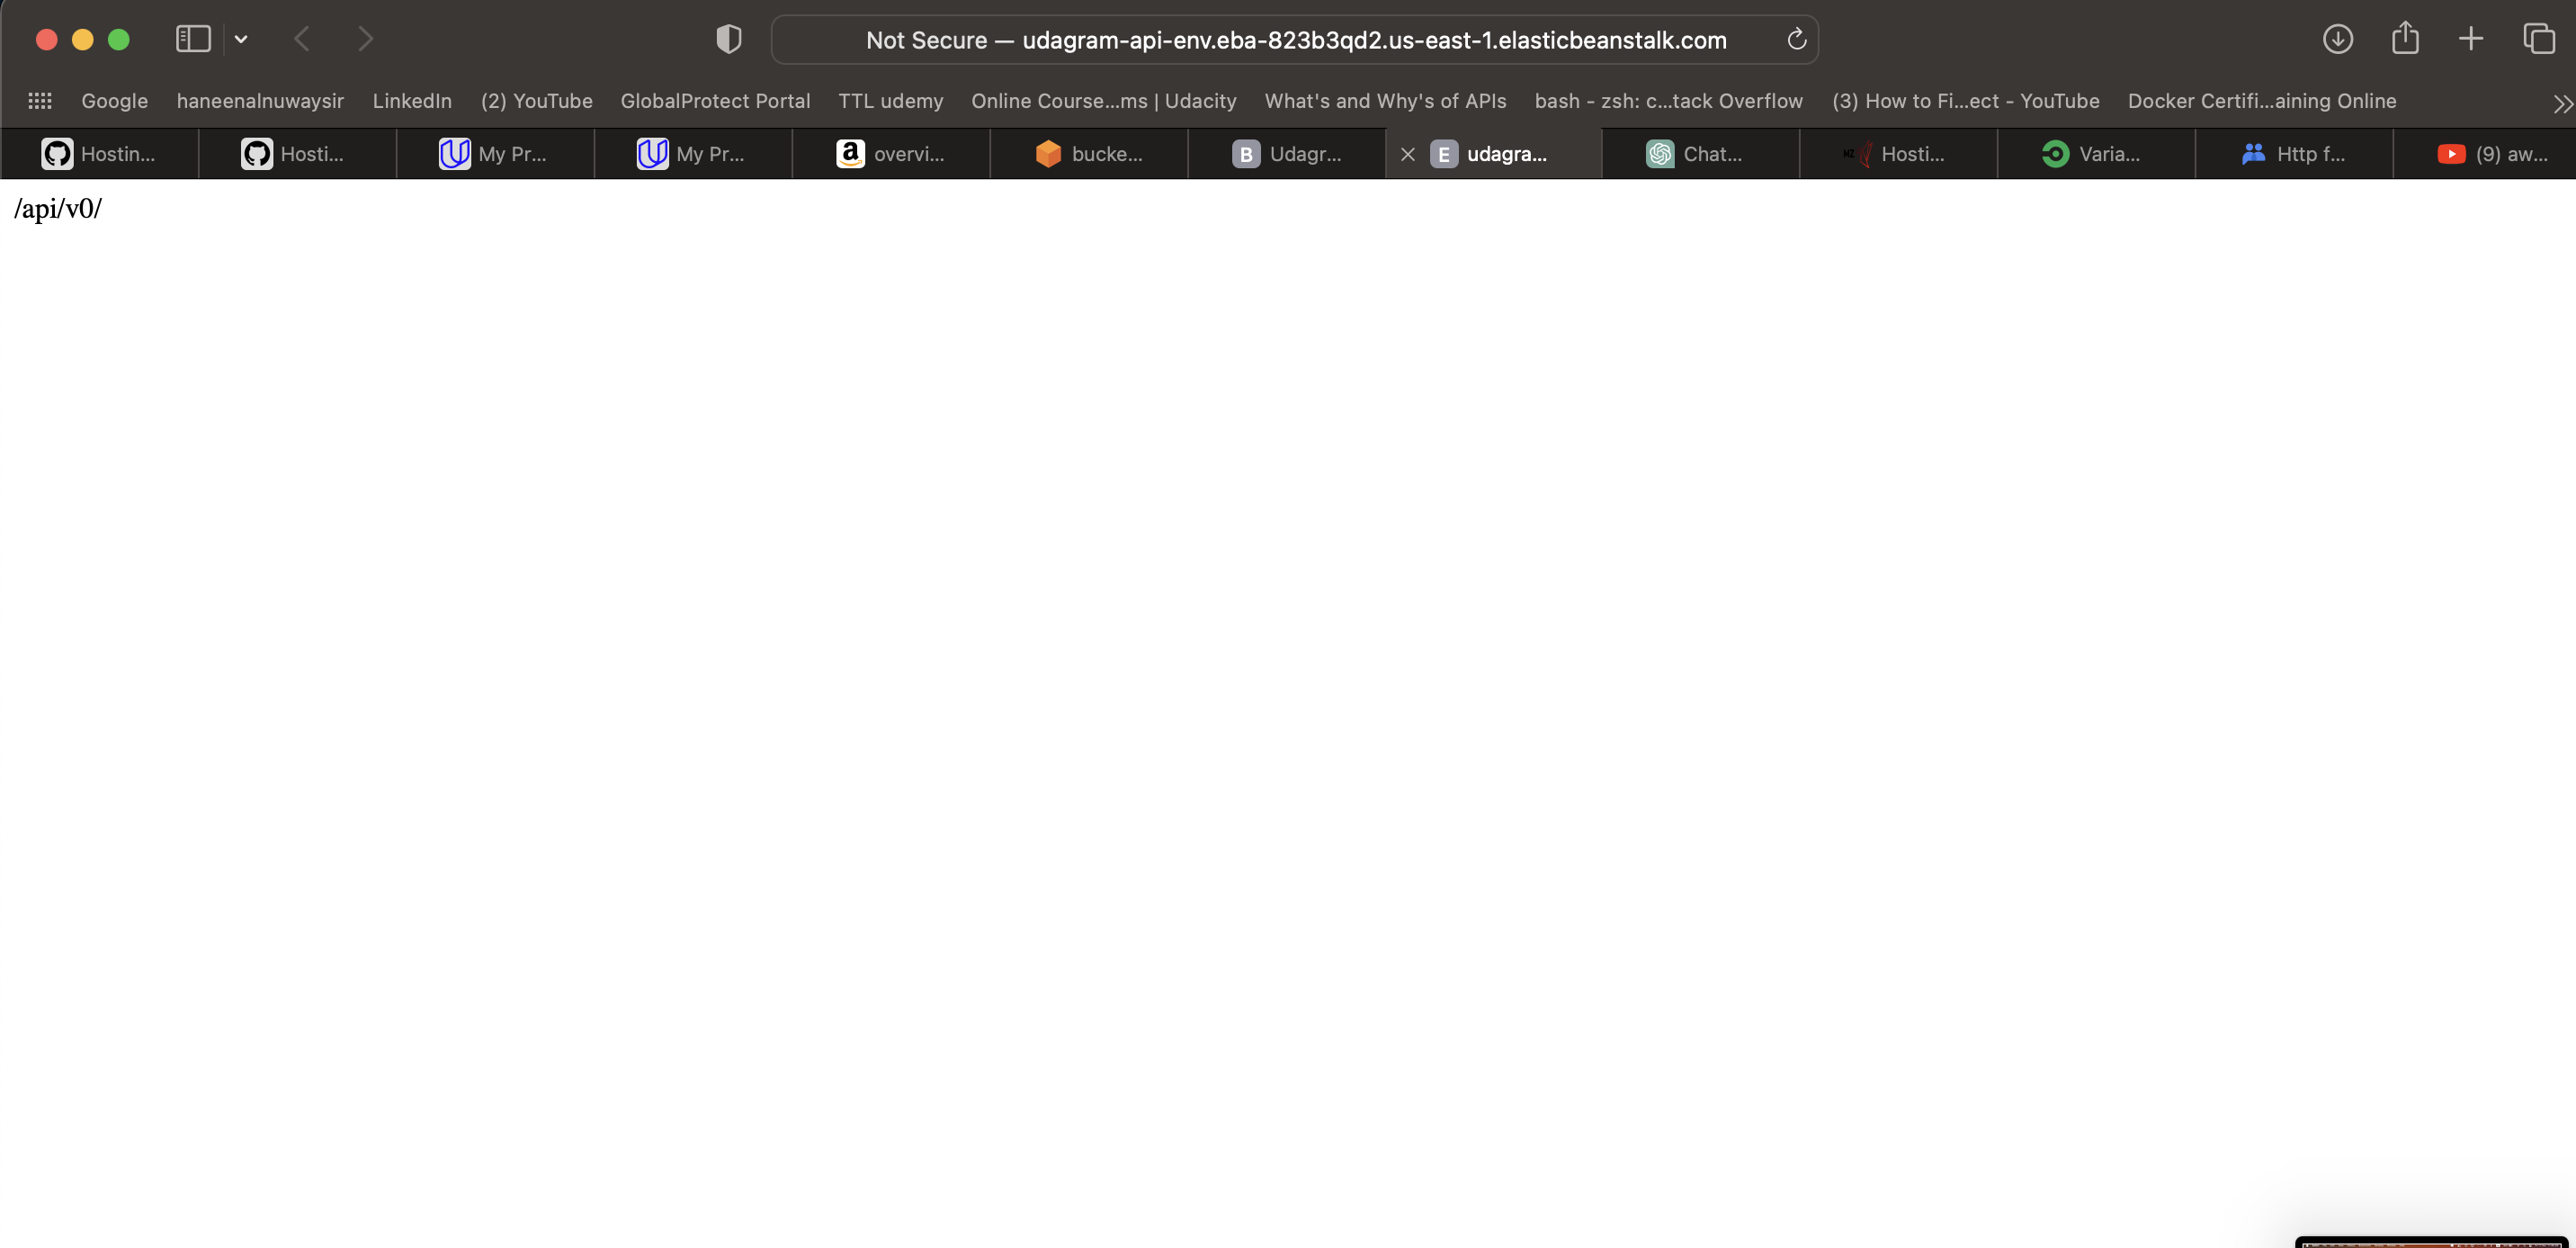 Not Secure — udagram-api-env.eba-823b3qd2.us-east-1.elasticbeanstalk.com
Google haneenalnuwaysir LinkedIn (2) YouTube GlobalProtect Portal TTL udemy Online Course...ms | Udacity What's and Why's of APIs bash - zsh: c...tack Overflow (3) How to Fi...ect - YouTube Docker Certifi...aining Online
Hostin... Hosti... My Pr... My Pr... a overvi... bucke... B Udagr... E udagra... Chat... Hosti... Varia... Http f... (9) aw...
/api/v0/